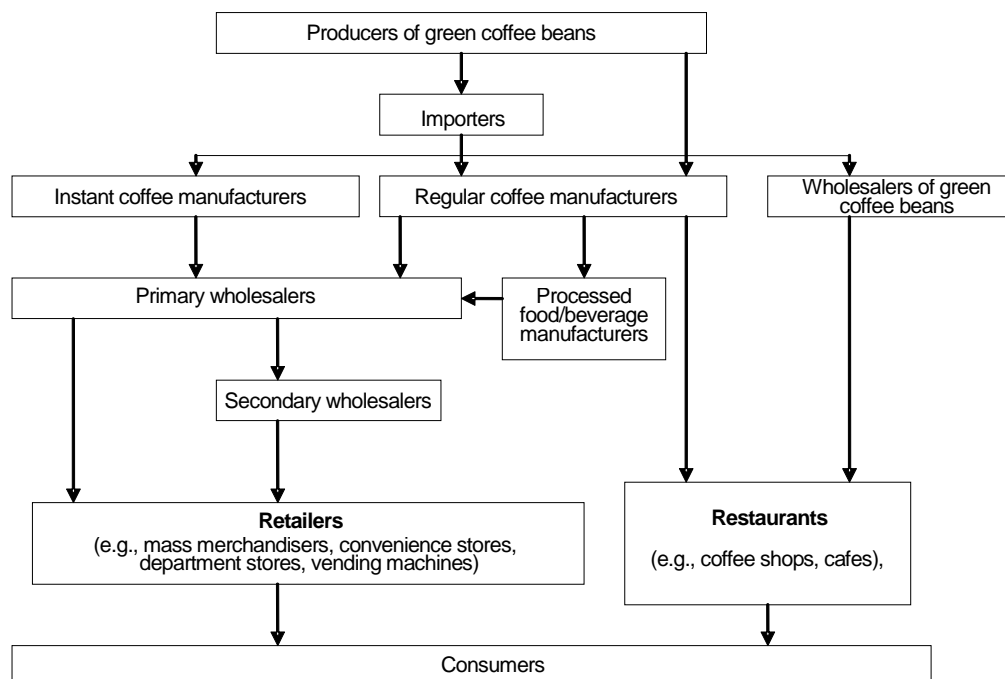 Producers of green coffee beans
Importers
Instant coffee manufacturers
Regular coffee manufacturers
Wholesalers of green
coffee beans
Primary wholesalers
Processed
food/beverage
manufacturers
Secondary wholesalers
Retailers
(e.g., mass merchandisers, convenience stores,
department stores, vending machines)
Restaurants
(e.g., coffee shops, cafes),
Consumers